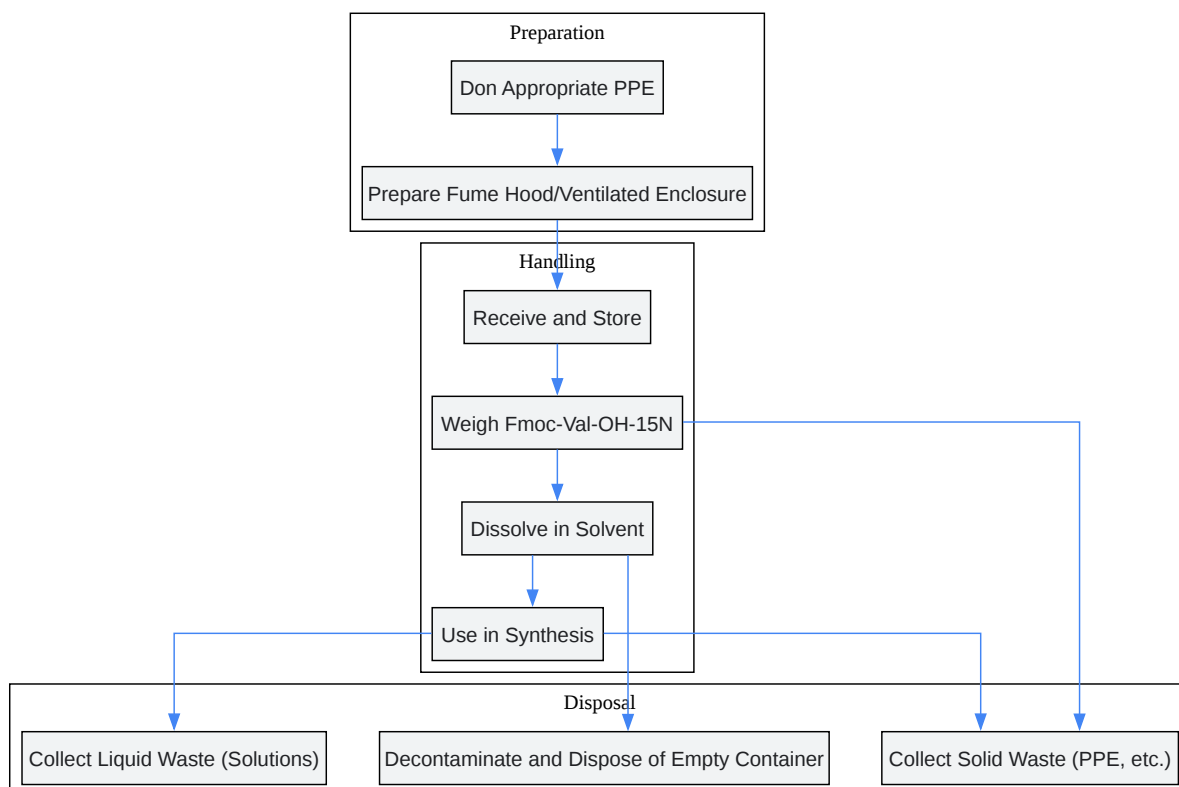 Preparation
Don Appropriate PPE
Prepare Fume Hood/Ventilated Enclosure
Handling
Receive and Store
Weigh Fmoc-Val-OH-15N
Dissolve in Solvent
Use in Synthesis
Disposal
Collect Liquid Waste (Solutions)
Decontaminate and Dispose of Empty Container
Collect Solid Waste (PPE, etc.)